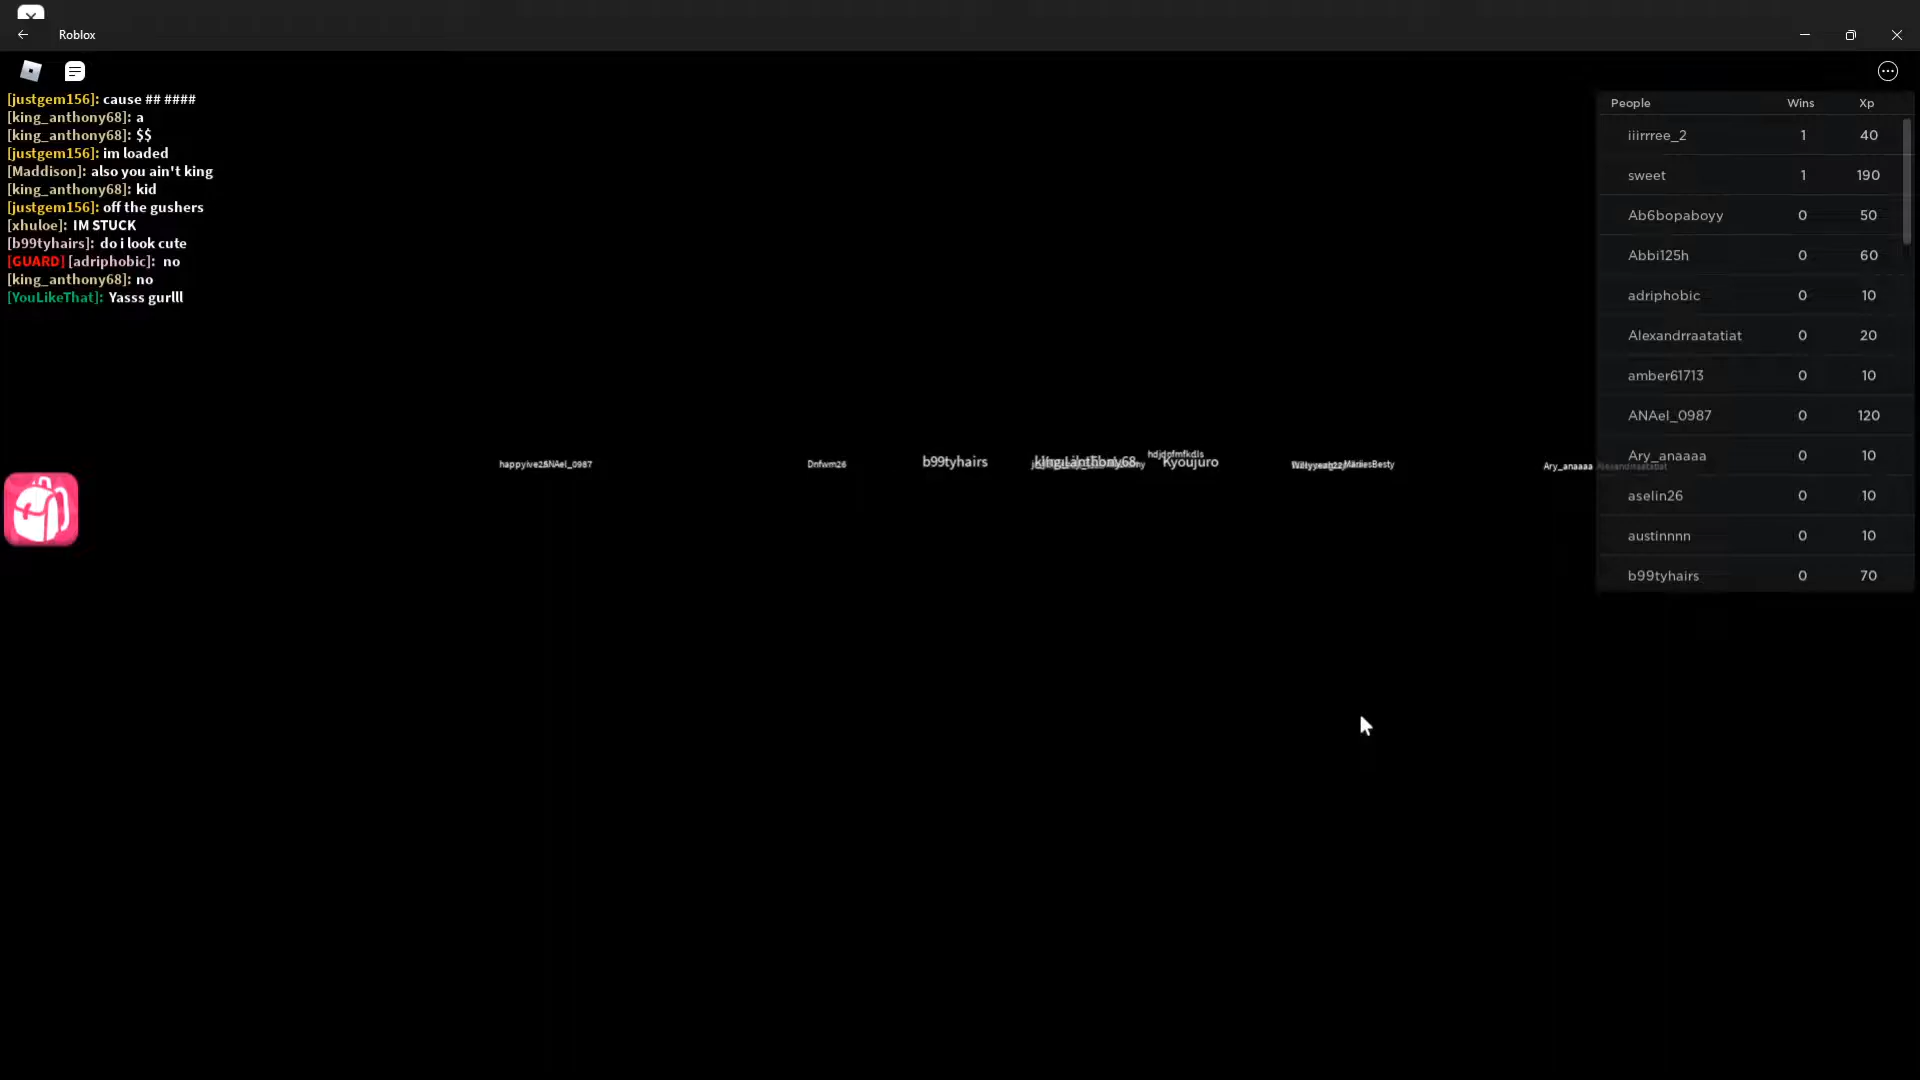 Roblox
[justgem156]: cause ## ####
[king_anthony68]: a
[king_anthony68]: $$
[justgem156]: im loaded
[Maddison]: also you ain't king
[king_anthony68]: kid
[justgem156]: off the gushers
[xhuloe]: IM STUCK
[b99tyhairs]: do i look cute
[GUARD] [adriphobic]: no
[king_anthony68]: no
[YouLikeThat]: Yasss gurlll
People Wins Xp
iiirrree_2 1 40
sweet 1 190
Ab6bopaboyy 0 50
Abbi125h 0 60
adriphobic 0 10
Alexandrraatatiat 0 20
amber61713 0 10
ANAel_0987 0 120
Ary_anaaaa 0 10
aselin26 0 10
austinnnn 0 10
b99tyhairs 0 70
ANAel_0987
Dnfwm26
b99tyhairs
king_anthony68
hdjdpfmfkdls
Kyoujuro
Ary_anaaaa
Alexandrraatatiat